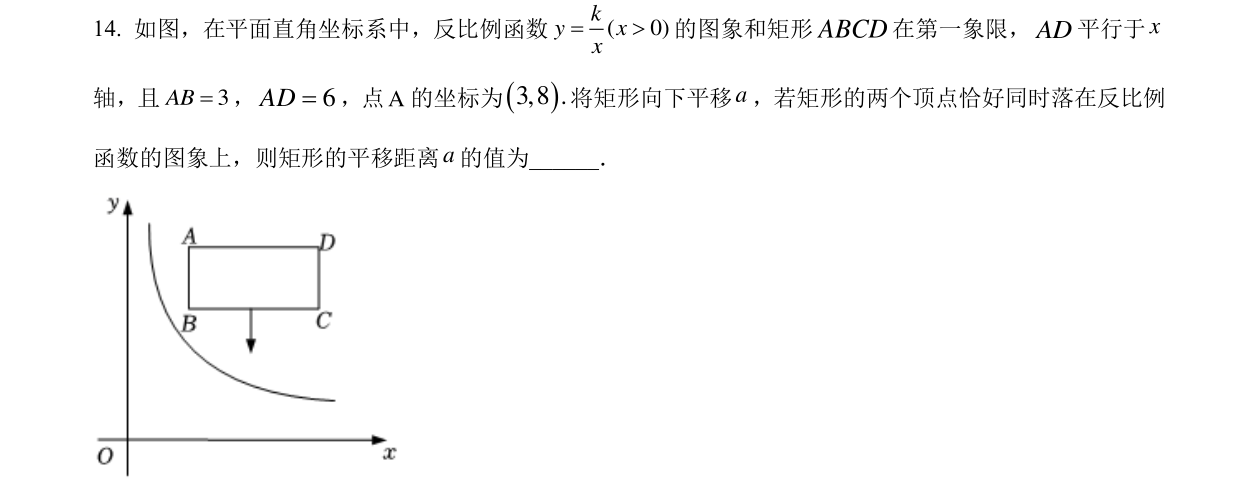 14. 如图，在平面直角坐标系中，反比例函数 y = k/x (x > 0) 的图象和矩形 ABCD 在第一象限， AD 平行于 x
轴，且 AB = 3 ， AD = 6 ，点 A 的坐标为 (3,8) . 将矩形向下平移 a ，若矩形的两个顶点恰好同时落在反比例
函数的图象上，则矩形的平移距离 a 的值为______．
y
A
D
B
C
O
x